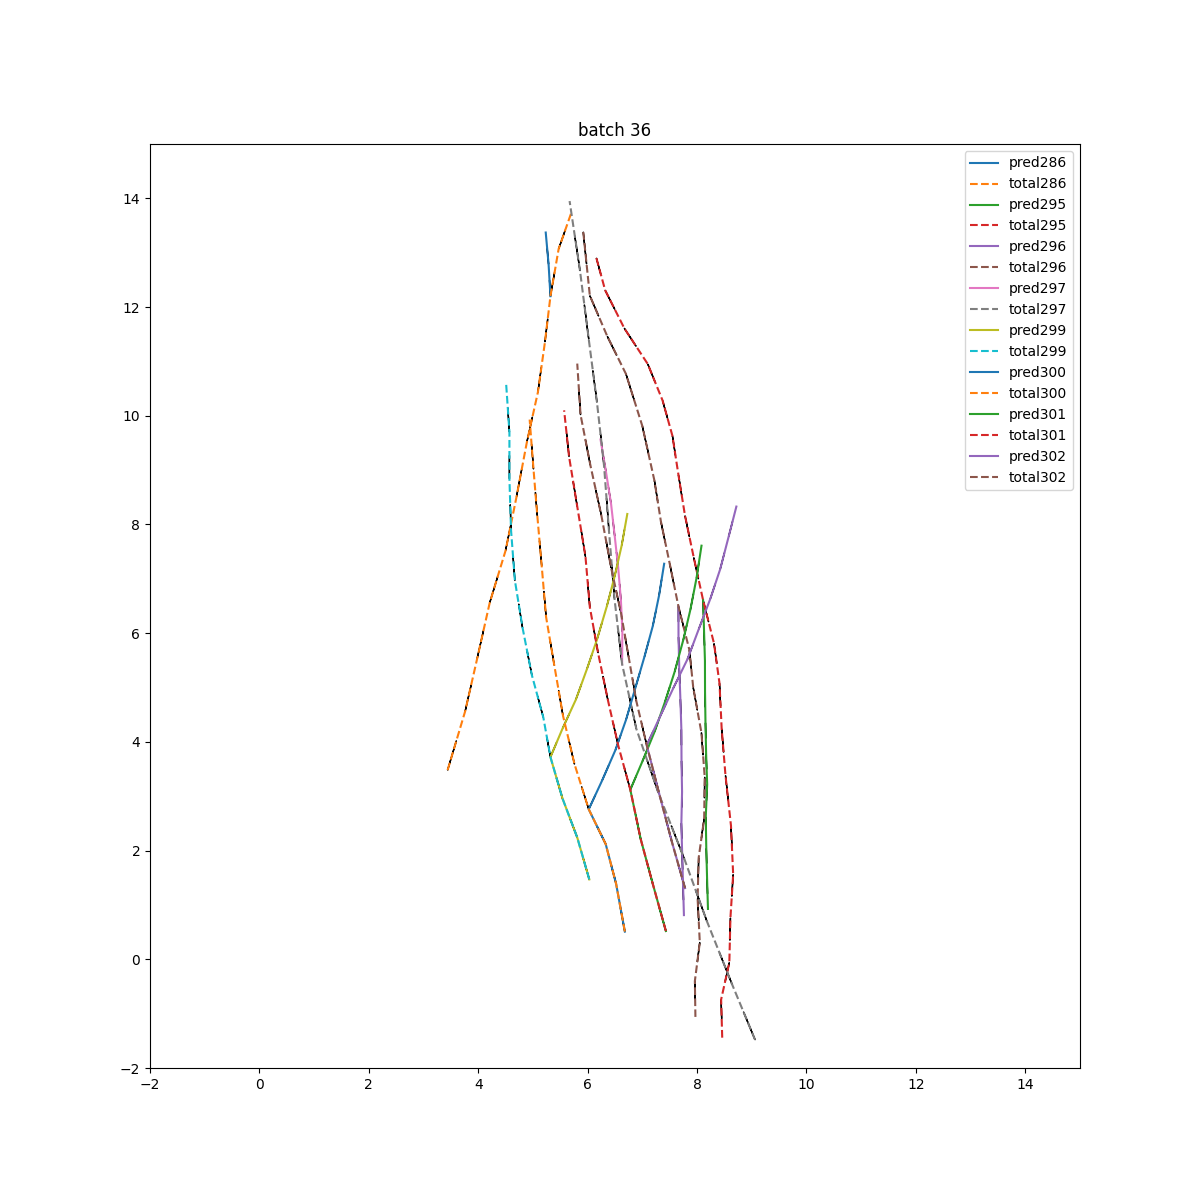 batch 36
pred286
total286
pred295
total295
pred296
total296
pred297
total297
pred299
total299
pred300
total300
pred301
total301
pred302
total302
14
12
10
8
6
4
2
0
−2
−2 0 2 4 6 8 10 12 14